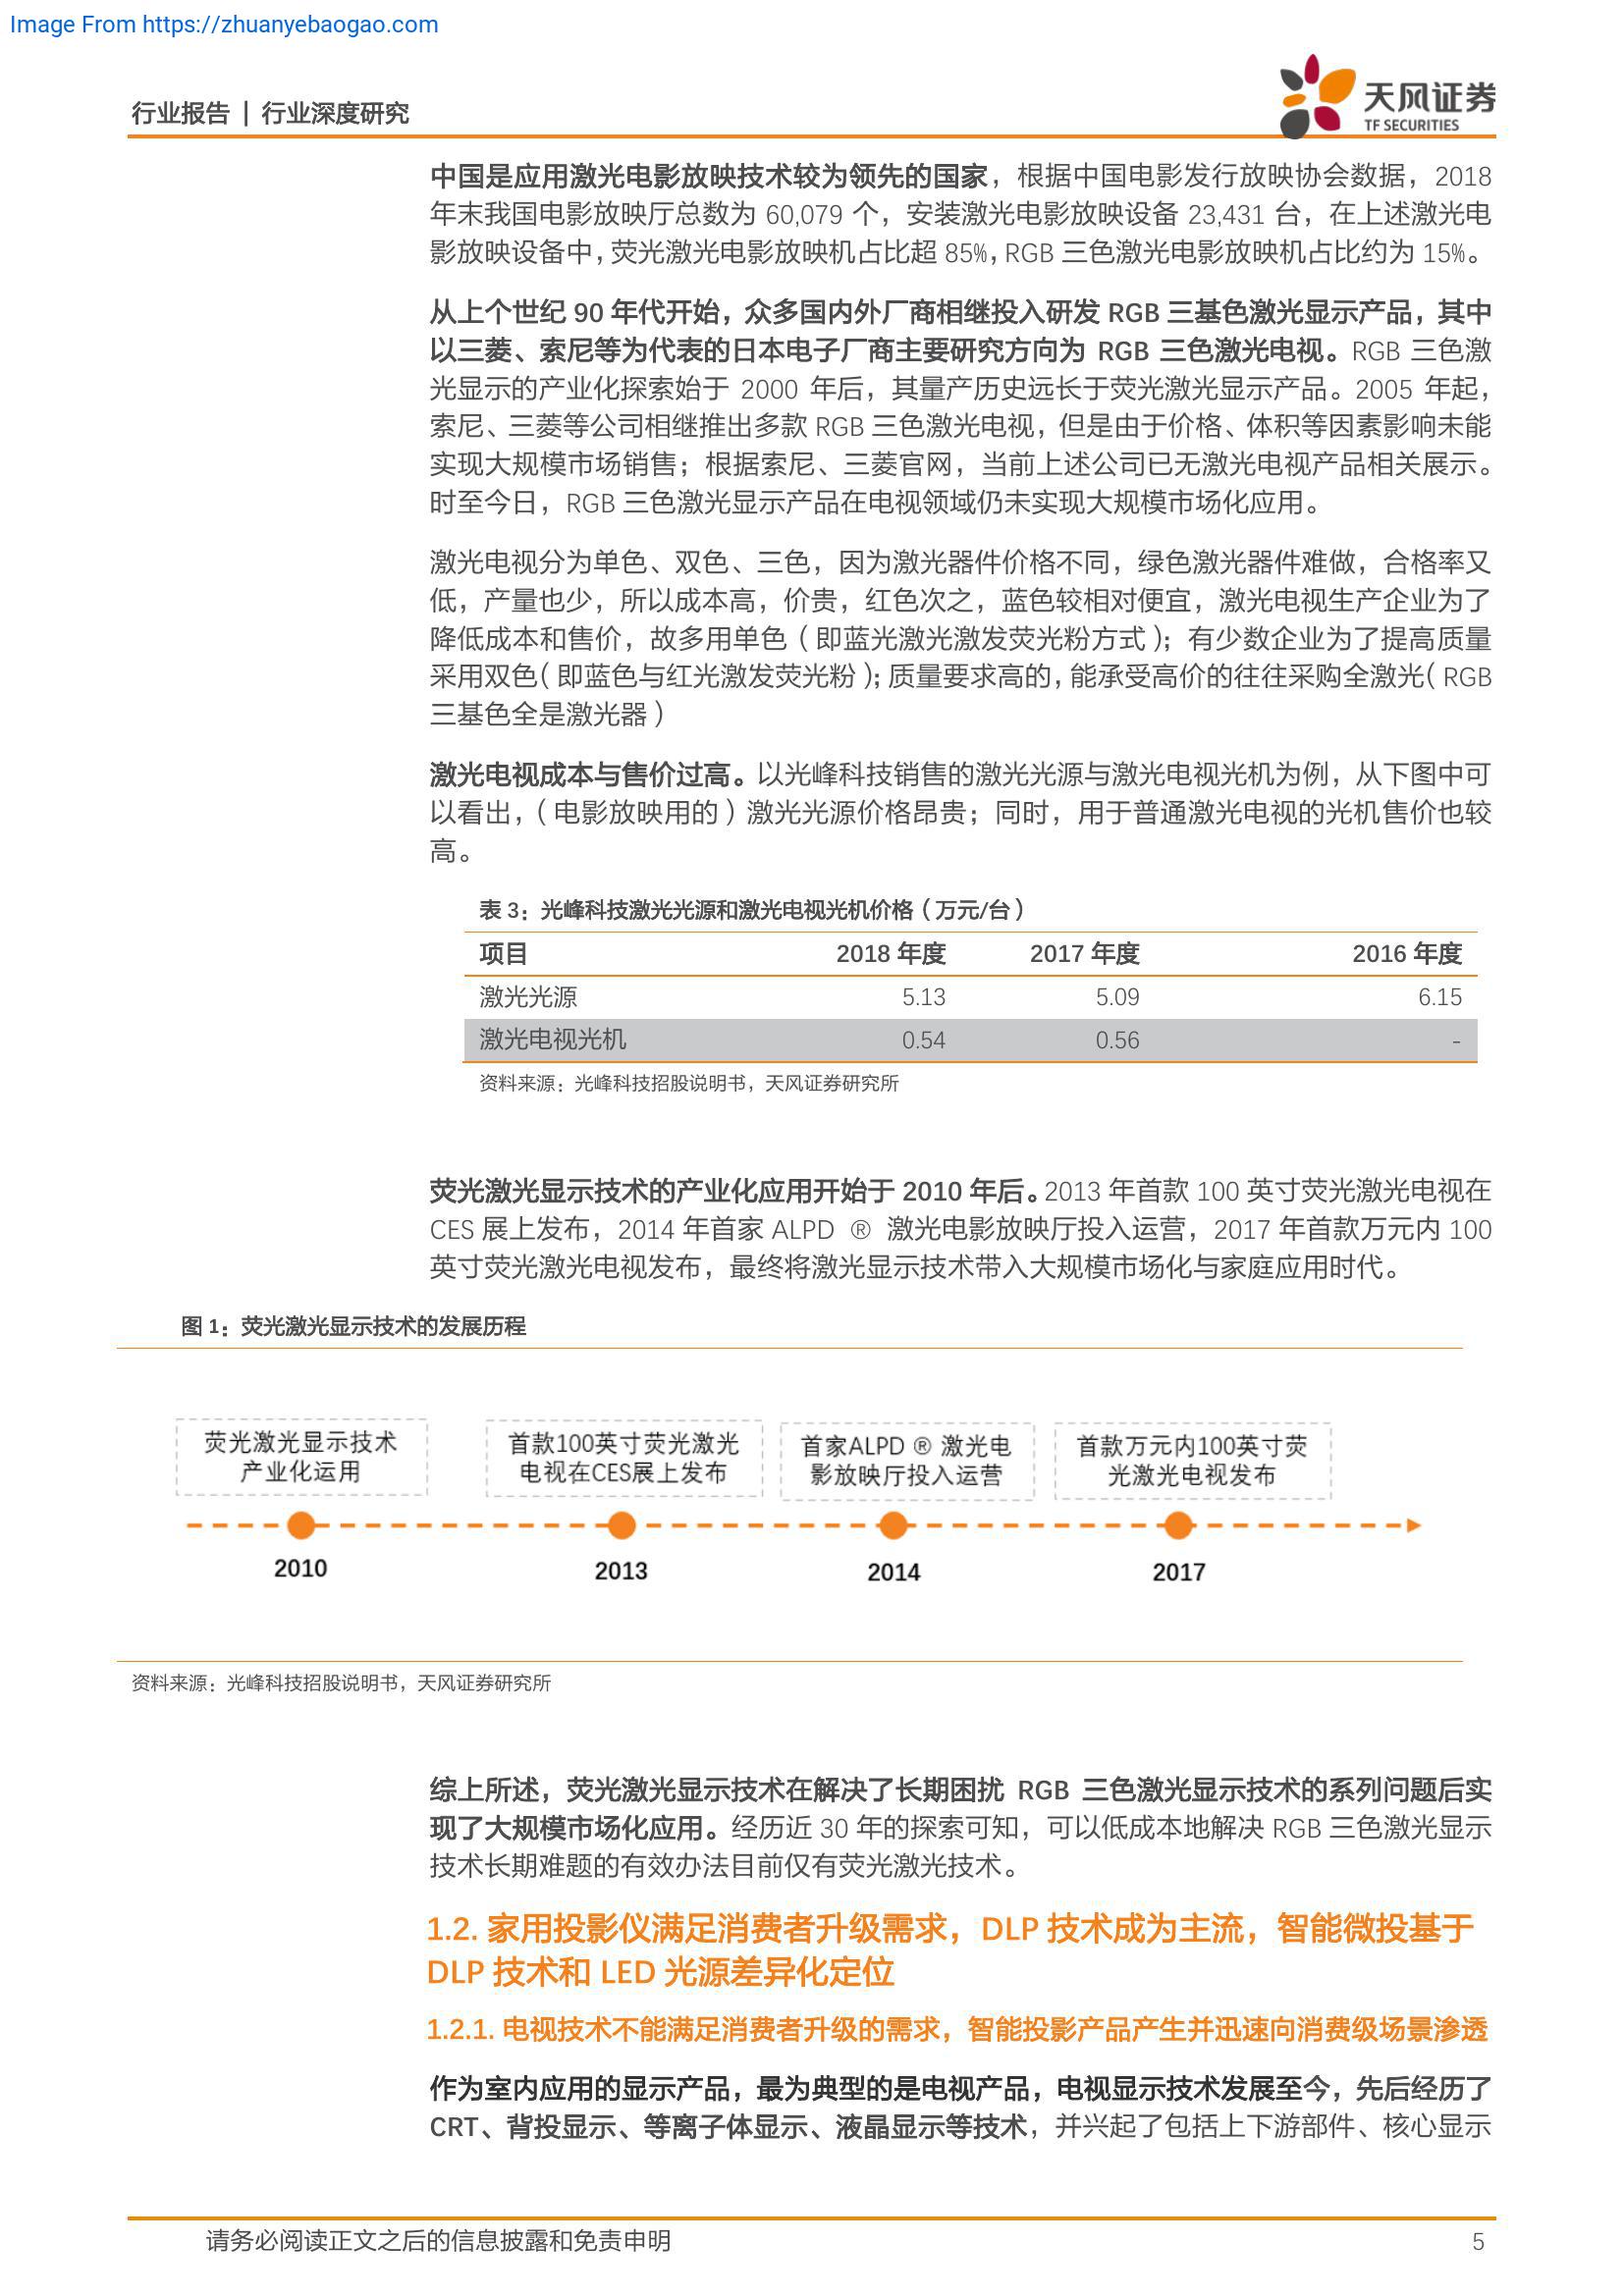 Image From https://zhuanyebaogao.com
行业报告 | 行业深度研究
天风证券
TF SECURITIES
中国是应用激光电影放映技术较为领先的国家，根据中国电影发行放映协会数据，2018
年末我国电影放映厅总数为 60,079 个，安装激光电影放映设备 23,431 台，在上述激光电
影放映设备中，荧光激光电影放映机占比超 85%，RGB 三色激光电影放映机占比约为 15%。
从上个世纪 90 年代开始，众多国内外厂商相继投入研发 RGB 三基色激光显示产品，其中
以三菱、索尼等为代表的日本电子厂商主要研究方向为 RGB 三色激光电视。RGB 三色激
光显示的产业化探索始于 2000 年后，其量产历史远长于荧光激光显示产品。2005 年起，
索尼、三菱等公司相继推出多款 RGB 三色激光电视，但是由于价格、体积等因素影响未能
实现大规模市场销售；根据索尼、三菱官网，当前上述公司已无激光电视产品相关展示。
时至今日，RGB 三色激光显示产品在电视领域仍未实现大规模市场化应用。
激光电视分为单色、双色、三色，因为激光器件价格不同，绿色激光器件难做，合格率又
低，产量也少，所以成本高，价贵，红色次之，蓝色较相对便宜，激光电视生产企业为了
降低成本和售价，故多用单色（即蓝光激光激发荧光粉方式）；有少数企业为了提高质量
采用双色（即蓝色与红光激发荧光粉）；质量要求高的，能承受高价的往往采购全激光（RGB
三基色全是激光器）
激光电视成本与售价过高。以光峰科技销售的激光光源与激光电视光机为例，从下图中可
以看出，（电影放映用的）激光光源价格昂贵；同时，用于普通激光电视的光机售价也较
高。
表 3：光峰科技激光光源和激光电视光机价格（万元/台）
项目 2018 年度 2017 年度 2016 年度
激光光源 5.13 5.09 6.15
激光电视光机 0.54 0.56 -
资料来源：光峰科技招股说明书，天风证券研究所
荧光激光显示技术的产业化应用开始于 2010 年后。2013 年首款 100 英寸荧光激光电视在
CES 展上发布，2014 年首家 ALPD ® 激光电影放映厅投入运营，2017 年首款万元内 100
英寸荧光激光电视发布，最终将激光显示技术带入大规模市场化与家庭应用时代。
图 1：荧光激光显示技术的发展历程
荧光激光显示技术
产业化运用
首款100英寸荧光激光
电视在CES展上发布
首家ALPD ® 激光电
影放映厅投入运营
首款万元内100英寸荧
光激光电视发布
2010 2013 2014 2017
资料来源：光峰科技招股说明书，天风证券研究所
综上所述，荧光激光显示技术在解决了长期困扰 RGB 三色激光显示技术的系列问题后实
现了大规模市场化应用。经历近 30 年的探索可知，可以低成本地解决 RGB 三色激光显示
技术长期难题的有效办法目前仅有荧光激光技术。
1.2. 家用投影仪满足消费者升级需求，DLP 技术成为主流，智能微投基于
DLP 技术和 LED 光源差异化定位
1.2.1. 电视技术不能满足消费者升级的需求，智能投影产品产生并迅速向消费级场景渗透
作为室内应用的显示产品，最为典型的是电视产品，电视显示技术发展至今，先后经历了
CRT、背投显示、等离子体显示、液晶显示等技术，并兴起了包括上下游部件、核心显示
请务必阅读正文之后的信息披露和免责申明 5